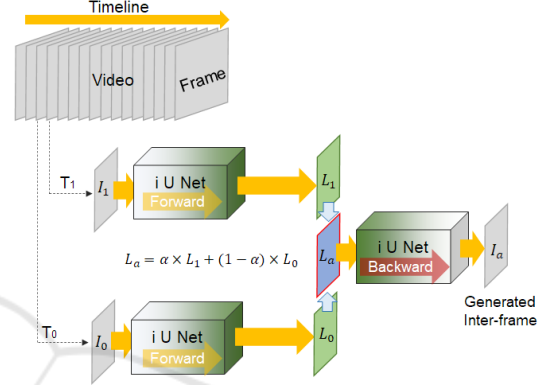 Timeline
Video
Frame
T1
I1
i U Net
Forward
L1
La = α × L1 + (1 − α) × L0
La
i U Net
Backward
Ia
Generated
Inter-frame
T0
I0
i U Net
Forward
L0